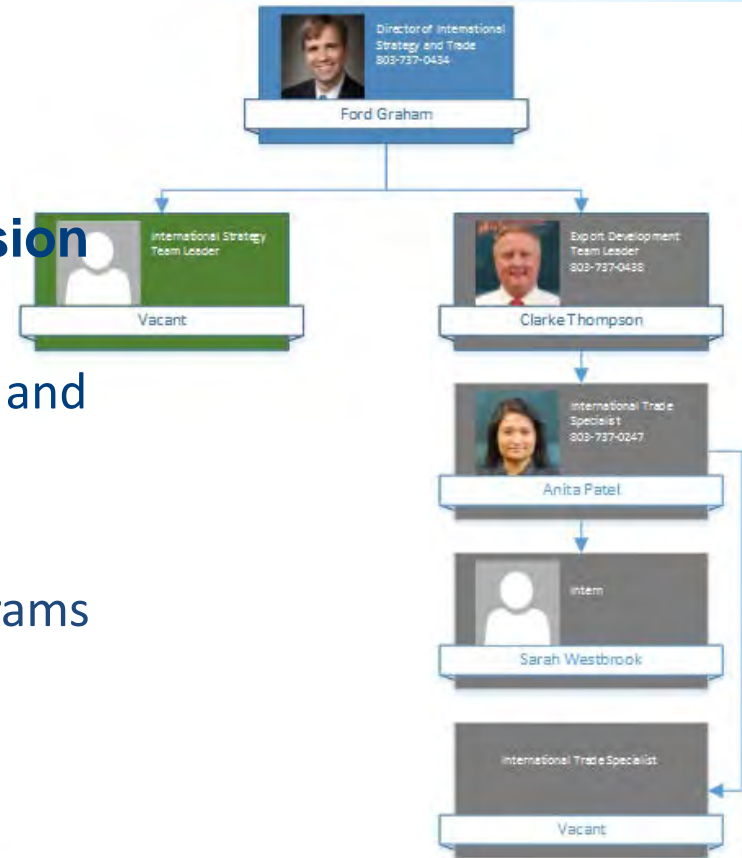 Director of International
Strategy and Trade
803-737-0434
Ford Graham
sion
International Strategy
Team Leader
Vacant
Export Development
Team Leader
803-737-0438
Clarke Thompson
and
International Trade
Specialist
803-737-0247
Anita Patel
rams
Intern
Sarah Westbrook
International Trade Specialist
Vacant